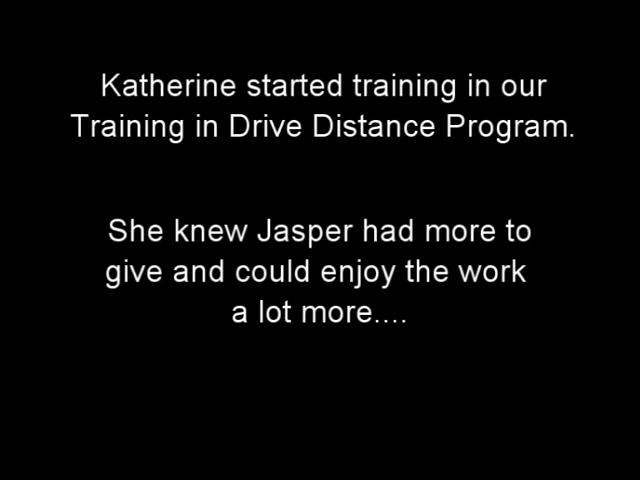 Katherine started training in our
Training in Drive Distance Program.
She knew Jasper had more to
give and could enjoy the work
a lot more....